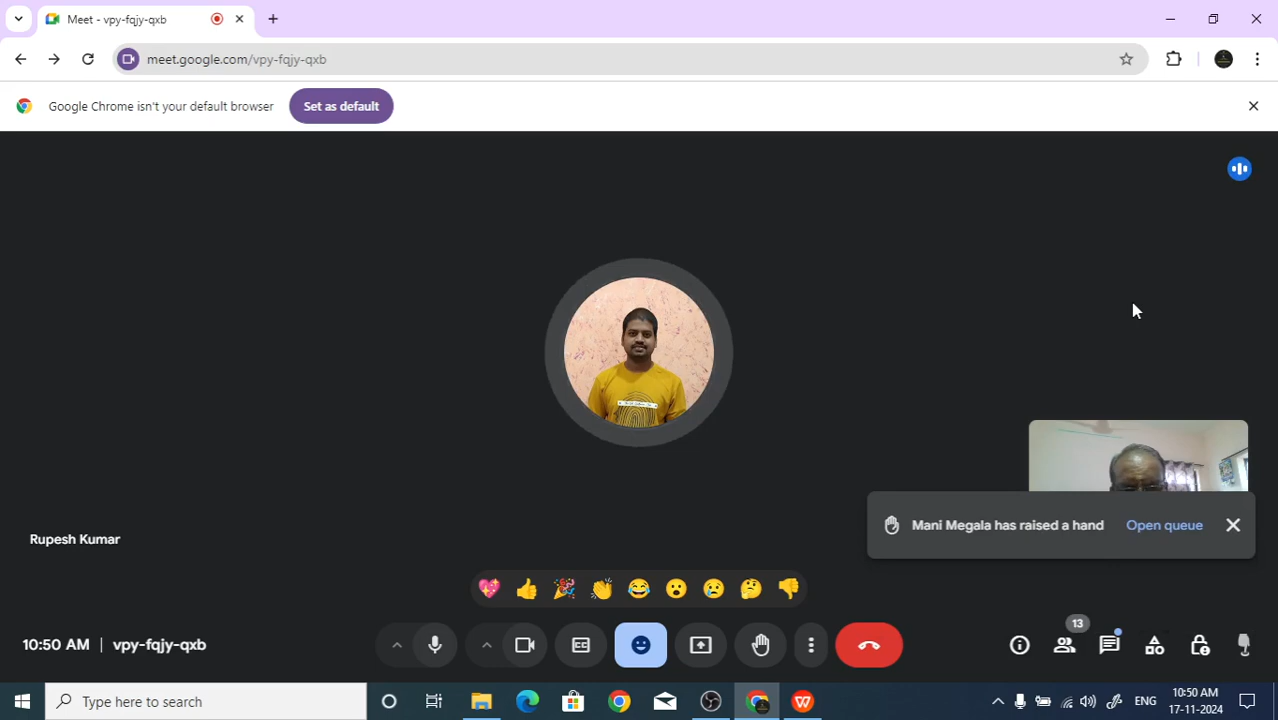 Meet - vpy-fqjy-qxb
meet.google.com/vpy-fqjy-qxb
Google Chrome isn't your default browser
Set as default
Rupesh Kumar
Mani Megala has raised a hand
Open queue
10:50 AM | vpy-fqjy-qxb
CC
13
Type here to search
W
ENG
10:50 AM
17-11-2024